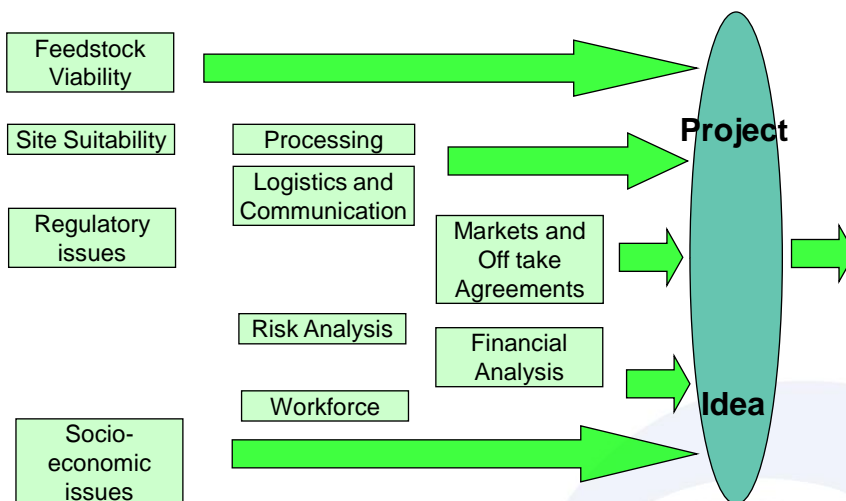 Feedstock
Viability
Site Suitability
Processing
Project
Logistics and
Communication
Regulatory
issues
Markets and
Off take
Agreements
Risk Analysis
Financial
Analysis
Workforce
Idea
Socio-
economic
issues